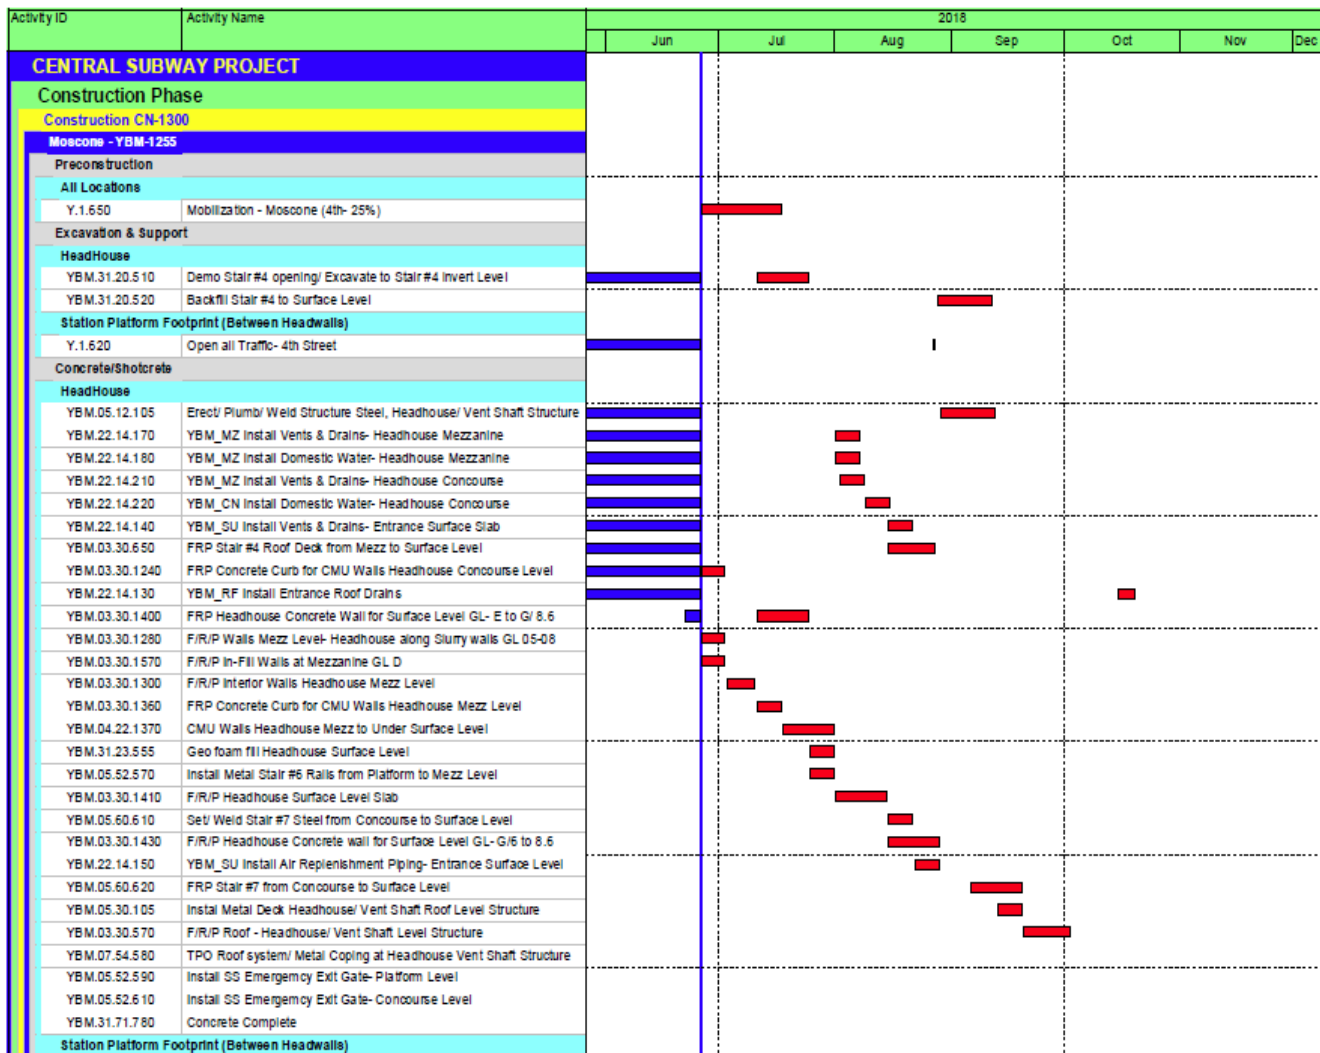 Activity ID Activity Name 2018
Jun Jul Aug Sep Oct Nov Dec
CENTRAL SUBWAY PROJECT
Construction Phase
Construction CN-1300
Moscone - YBM-1255
Preconstruction
All Locations
Y.1.650 Mobilization - Moscone (4th- 25%)
Excavation & Support
HeadHouse
YBM.31.20.510 Demo Stair #4 opening/ Excavate to Stair #4 Invert Level
YBM.31.20.520 Backfill Stair #4 to Surface Level
Station Platform Footprint (Between Headwalls)
Y.1.620 Open all Traffic- 4th Street
Concrete/Shotcrete
HeadHouse
YBM.05.12.105 Erect/ Plumb/ Weld Structure Steel, Headhouse/ Vent Shaft Structure
YBM.22.14.170 YBM_MZ Install Vents & Drains- Headhouse Mezzanine
YBM.22.14.180 YBM_MZ Install Domestic Water- Headhouse Mezzanine
YBM.22.14.210 YBM_MZ Install Vents & Drains- Headhouse Concourse
YBM.22.14.220 YBM_CN Install Domestic Water- Headhouse Concourse
YBM.22.14.140 YBM_SU Install Vents & Drains- Entrance Surface Slab
YBM.03.30.650 FRP Stair #4 Roof Deck from Mezz to Surface Level
YBM.03.30.1240 FRP Concrete Curb for CMU Walls Headhouse Concourse Level
YBM.22.14.130 YBM_RF Install Entrance Roof Drains
YBM.03.30.1400 FRP Headhouse Concrete Wall for Surface Level GL- E to G/ 8.6
YBM.03.30.1280 F/R/P Walls Mezz Level- Headhouse along Slurry walls GL 05-08
YBM.03.30.1570 F/R/P In-Fill Walls at Mezzanine GL D
YBM.03.30.1300 F/R/P Interior Walls Headhouse Mezz Level
YBM.03.30.1360 FRP Concrete Curb for CMU Walls Headhouse Mezz Level
YBM.04.22.1370 CMU Walls Headhouse Mezz to Under Surface Level
YBM.31.23.555 Geo foam fill Headhouse Surface Level
YBM.05.52.570 Install Metal Stair #6 Rails from Platform to Mezz Level
YBM.03.30.1410 F/R/P Headhouse Surface Level Slab
YBM.05.60.610 Set/ Weld Stair #7 Steel from Concourse to Surface Level
YBM.03.30.1430 F/R/P Headhouse Concrete wall for Surface Level GL- G/6 to 8.6
YBM.22.14.150 YBM_SU Install Air Replenishment Piping- Entrance Surface Level
YBM.05.60.620 FRP Stair #7 from Concourse to Surface Level
YBM.05.30.105 Instal Metal Deck Headhouse/ Vent Shaft Roof Level Structure
YBM.03.30.570 F/R/P Roof - Headhouse/ Vent Shaft Level Structure
YBM.07.54.580 TPO Roof system/ Metal Coping at Headhouse Vent Shaft Structure
YBM.05.52.590 Install SS Emergemcy Exit Gate- Platform Level
YBM.05.52.610 Install SS Emergemcy Exit Gate- Concourse Level
YBM.31.71.780 Concrete Complete
Station Platform Footprint (Between Headwalls)